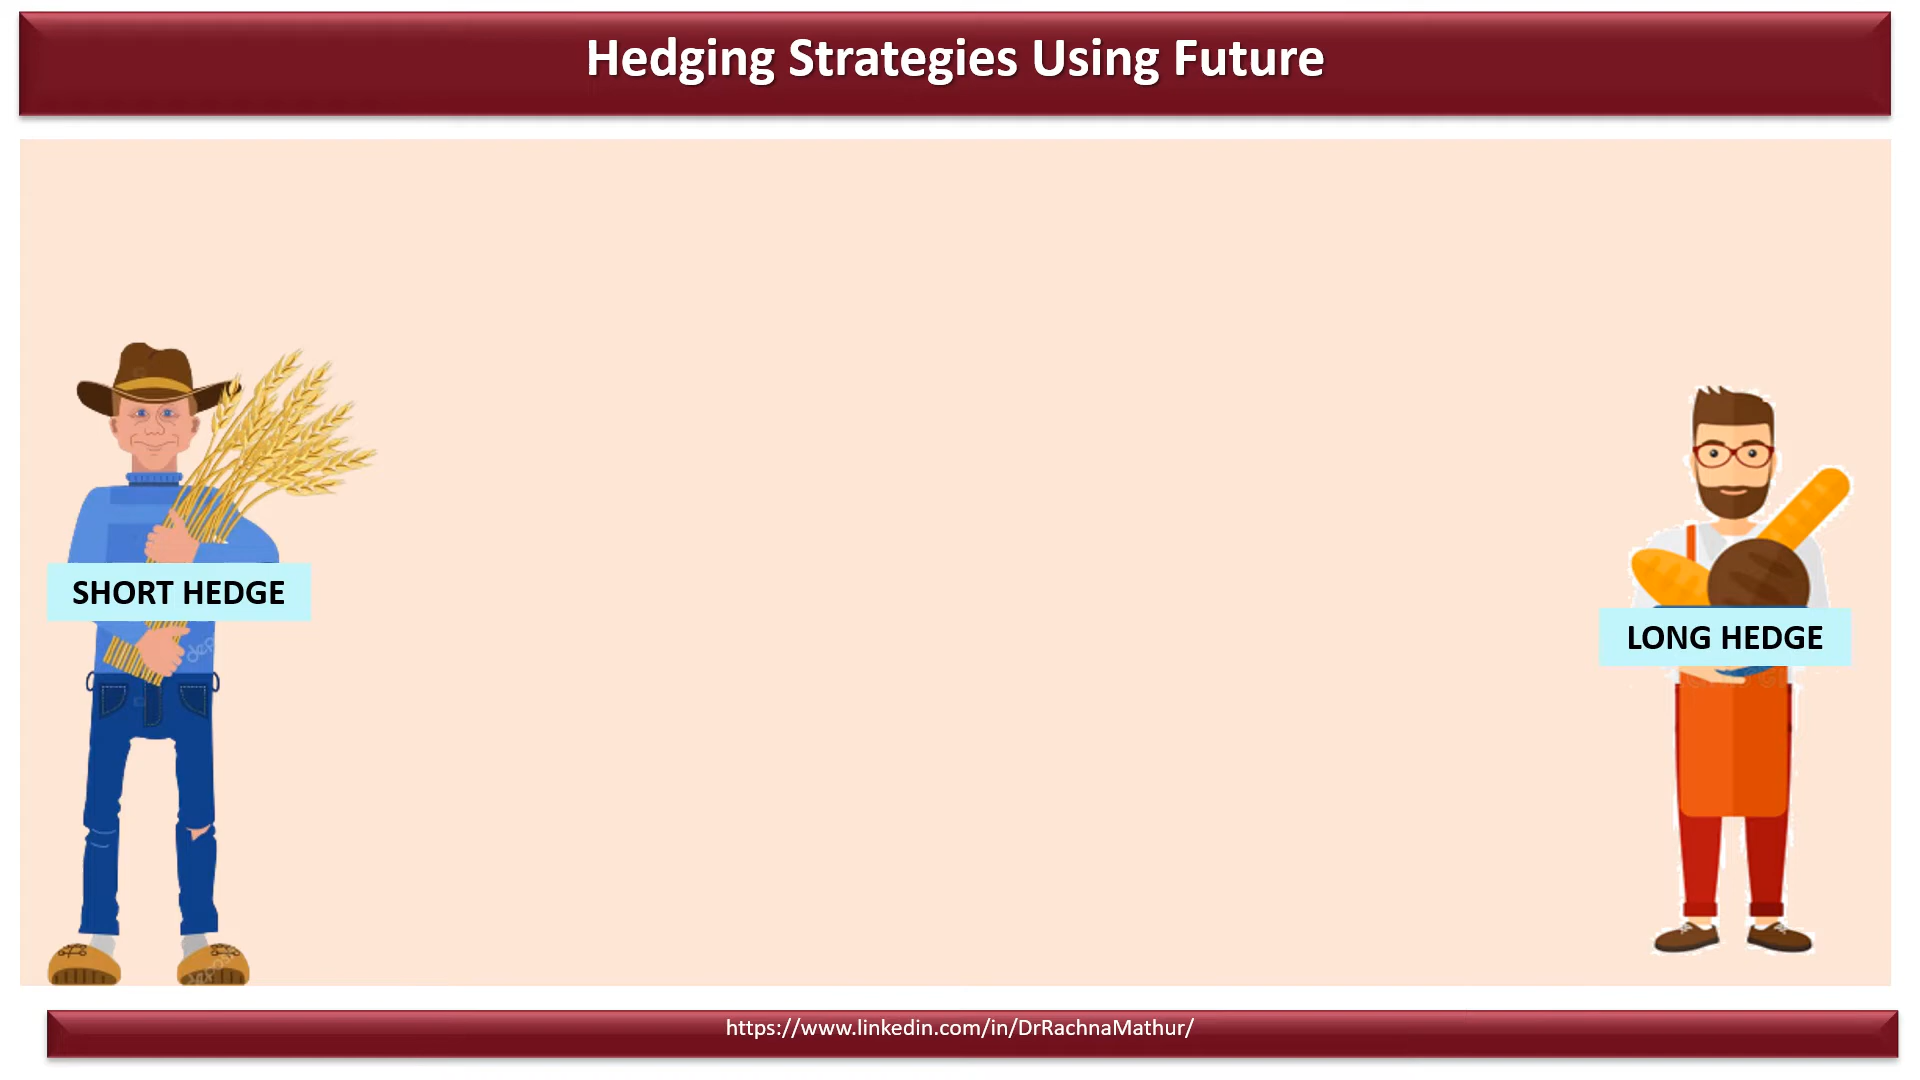 Hedging Strategies Using Future
SHORT HEDGE
LONG HEDGE
https://www.linkedin.com/in/DrRachnaMathur/